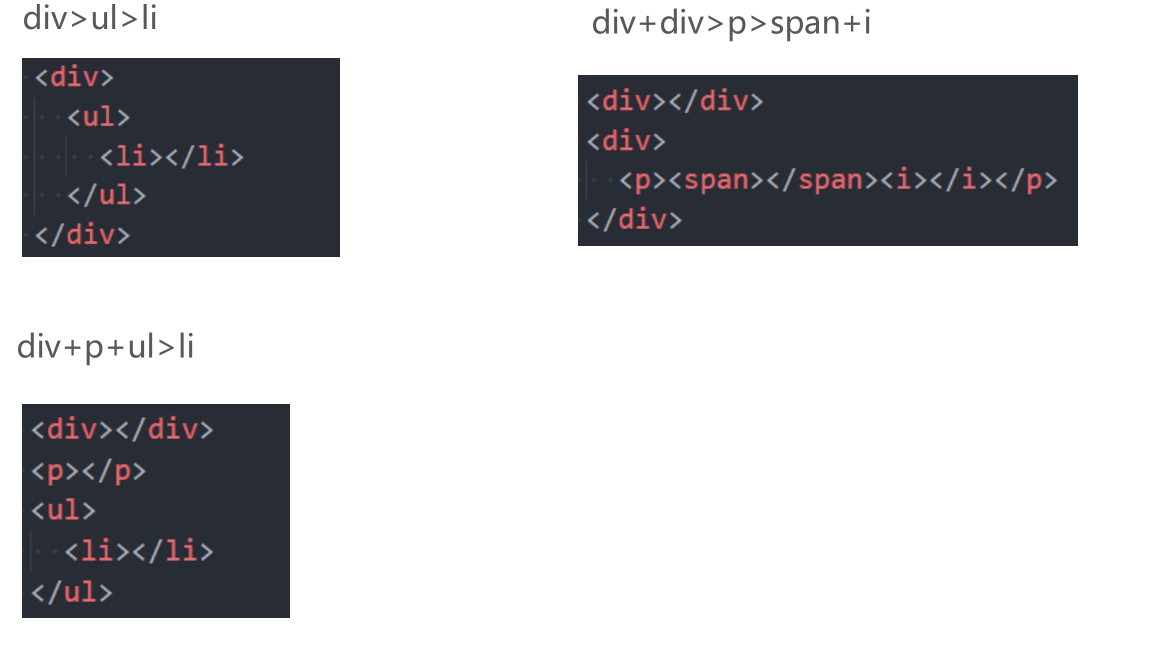 div>ul>li
<div>
<ul>
<li></li>
</ul>
</div>
div+div>p>span+i
<div></div>
<div>
<p><span></span><i></i></p>
</div>
div+p+ul>li
<div></div>
<p></p>
<ul>
<li></li>
</ul>